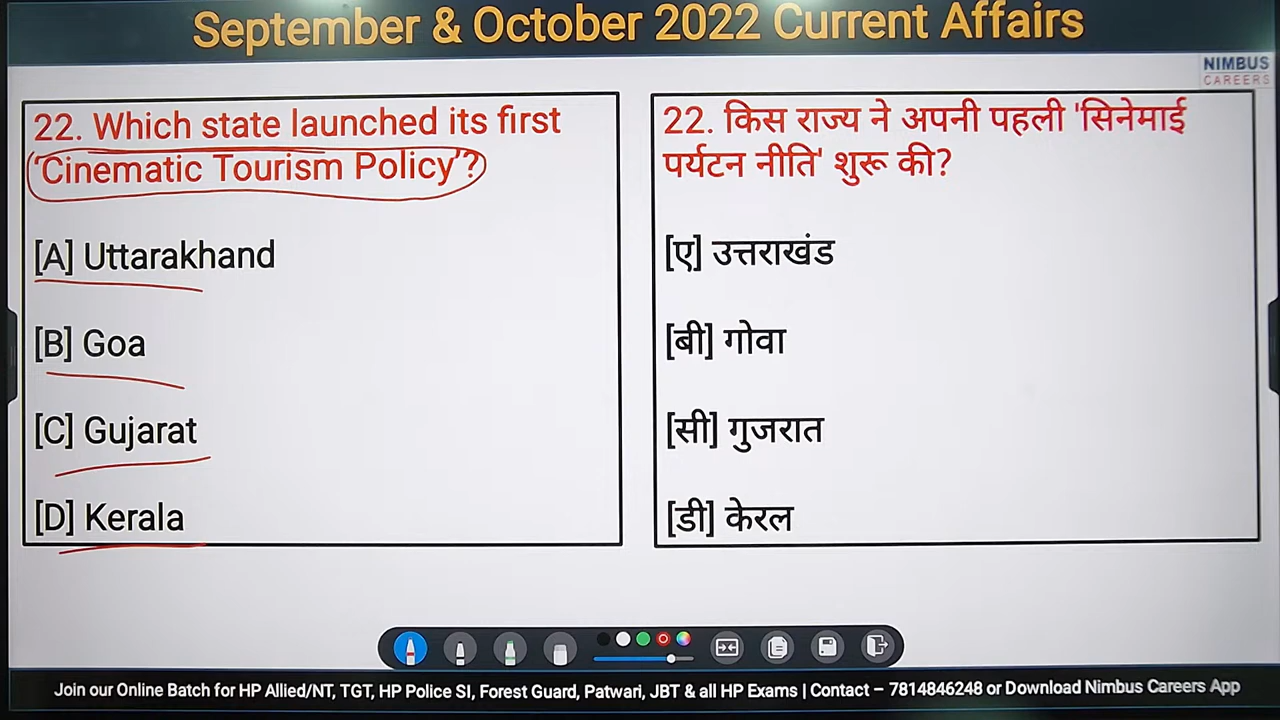 September & October 2022 Current Affairs
NIMBUS
CAREERS
22. Which state launched its first
'Cinematic Tourism Policy'?
[A] Uttarakhand
[B] Goa
[C] Gujarat
[D] Kerala
22. किस राज्य ने अपनी पहली 'सिनेमाई
पर्यटन नीति' शुरू की?
[ए] उत्तराखंड
[बी] गोवा
[सी] गुजरात
[डी] केरल
Join our Online Batch for HP Allied/NT, TGT, HP Police SI, Forest Guard, Patwari, JBT & all HP Exams | Contact – 7814846248 or Download Nimbus Careers App